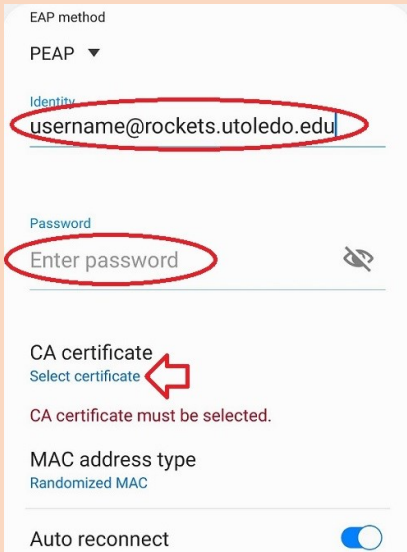 EAP method
PEAP
Identity
username@rockets.utoledo.edu
Password
Enter password
CA certificate
Select certificate
CA certificate must be selected.
MAC address type
Randomized MAC
Auto reconnect